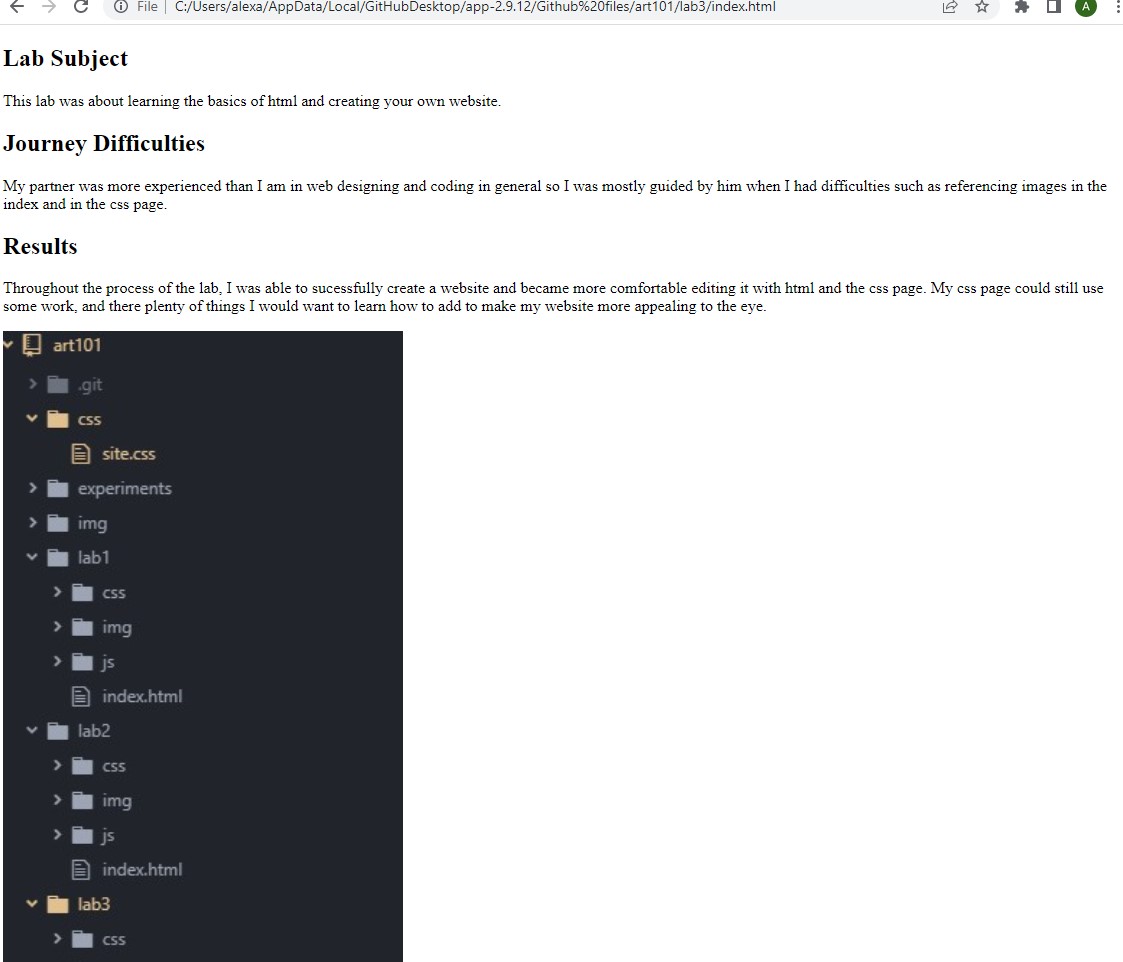 File
C:/Users/alexa/AppData/Local/GitHubDesktop/app-2.9.12/Github%20files/art101/lab3/index.html
A
Lab Subject
This lab was about learning the basics of html and creating your own website.
Journey Difficulties
My partner was more experienced than I am in web designing and coding in general so I was mostly guided by him when I had difficulties such as referencing images in the
index and in the css page.
Results
Throughout the process of the lab, I was able to sucessfully create a website and became more comfortable editing it with html and the css page. My css page could still use
some work, and there plenty of things I would want to learn how to add to make my website more appealing to the eye.
art101
.git
css
site.css
experiments
img
lab1
css
img
js
index.html
lab2
css
img
js
index.html
lab3
css